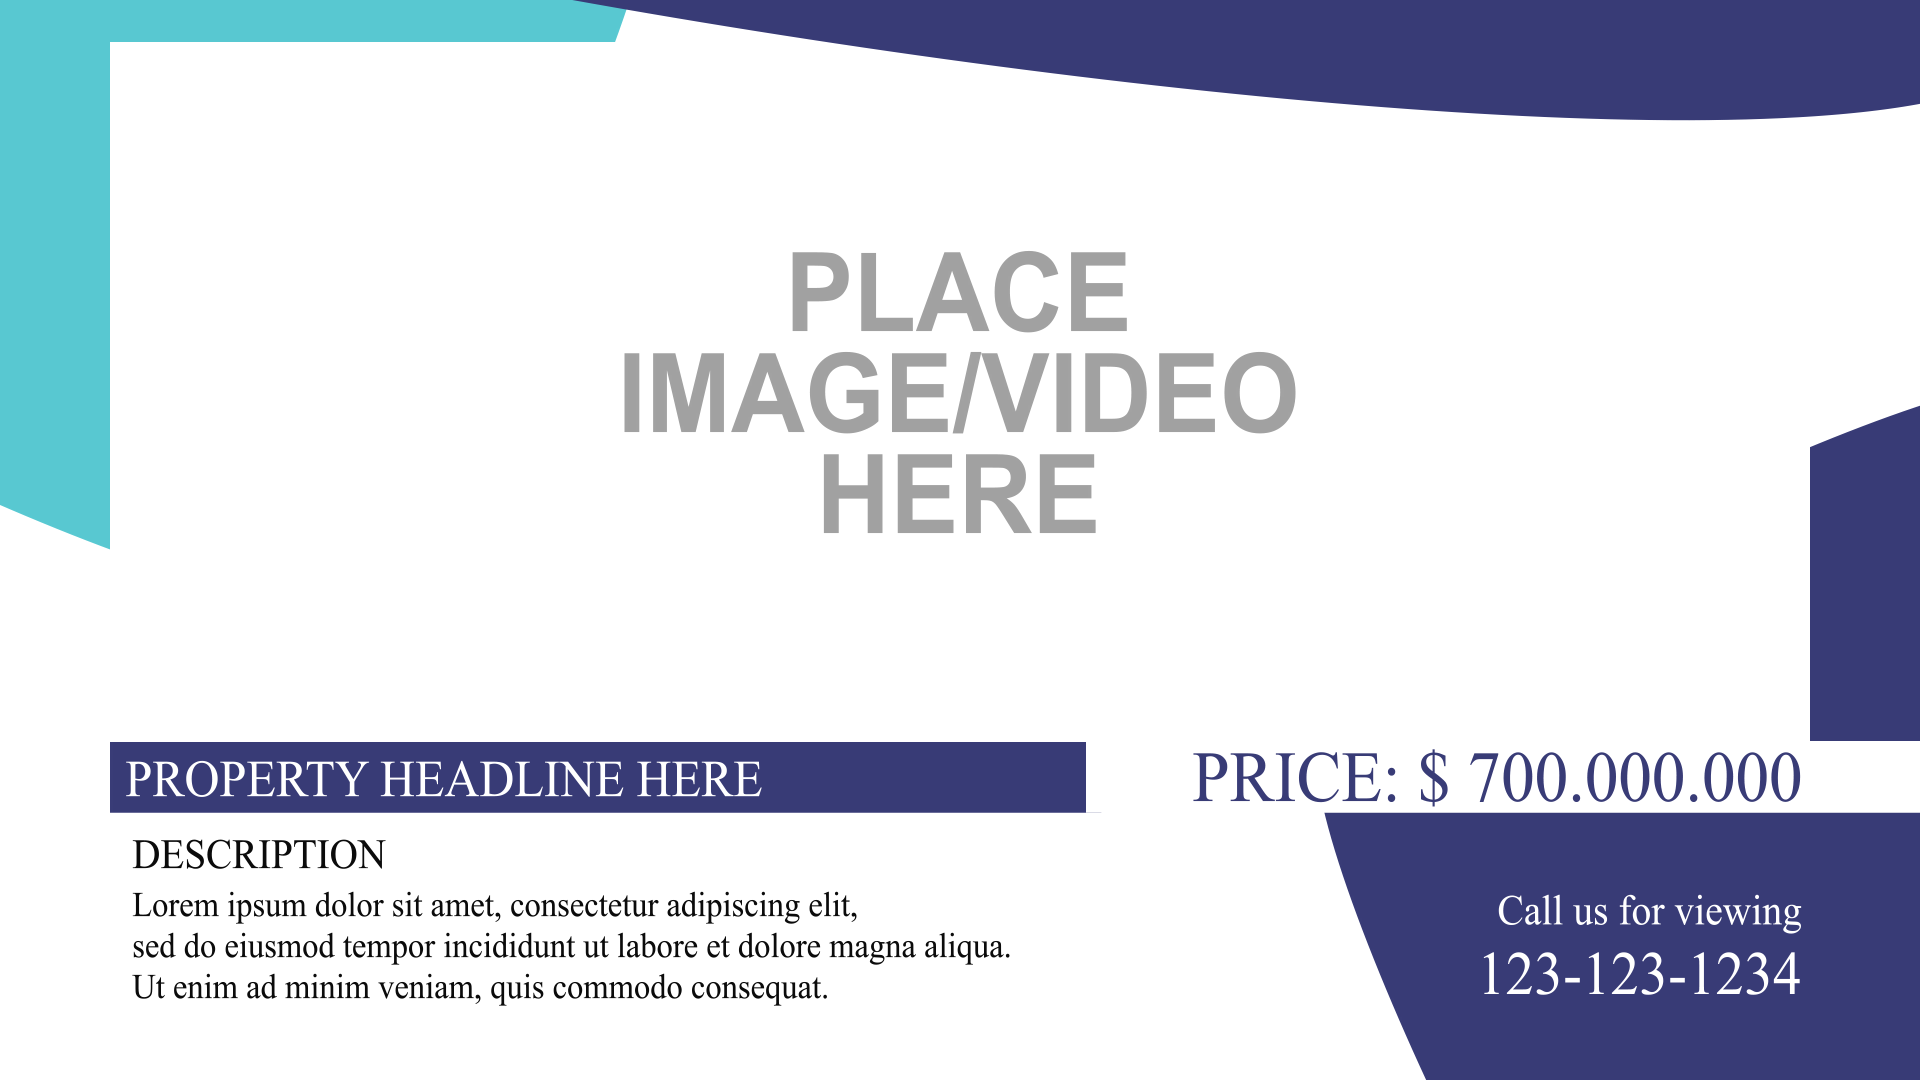 PLACE
IMAGE/VIDEO
HERE
PROPERTY HEADLINE HERE
PRICE: $ 700.000.000
DESCRIPTION
Lorem ipsum dolor sit amet, consectetur adipiscing elit,
sed do eiusmod tempor incididunt ut labore et dolore magna aliqua.
Ut enim ad minim veniam, quis commodo consequat.
Call us for viewing
123-123-1234